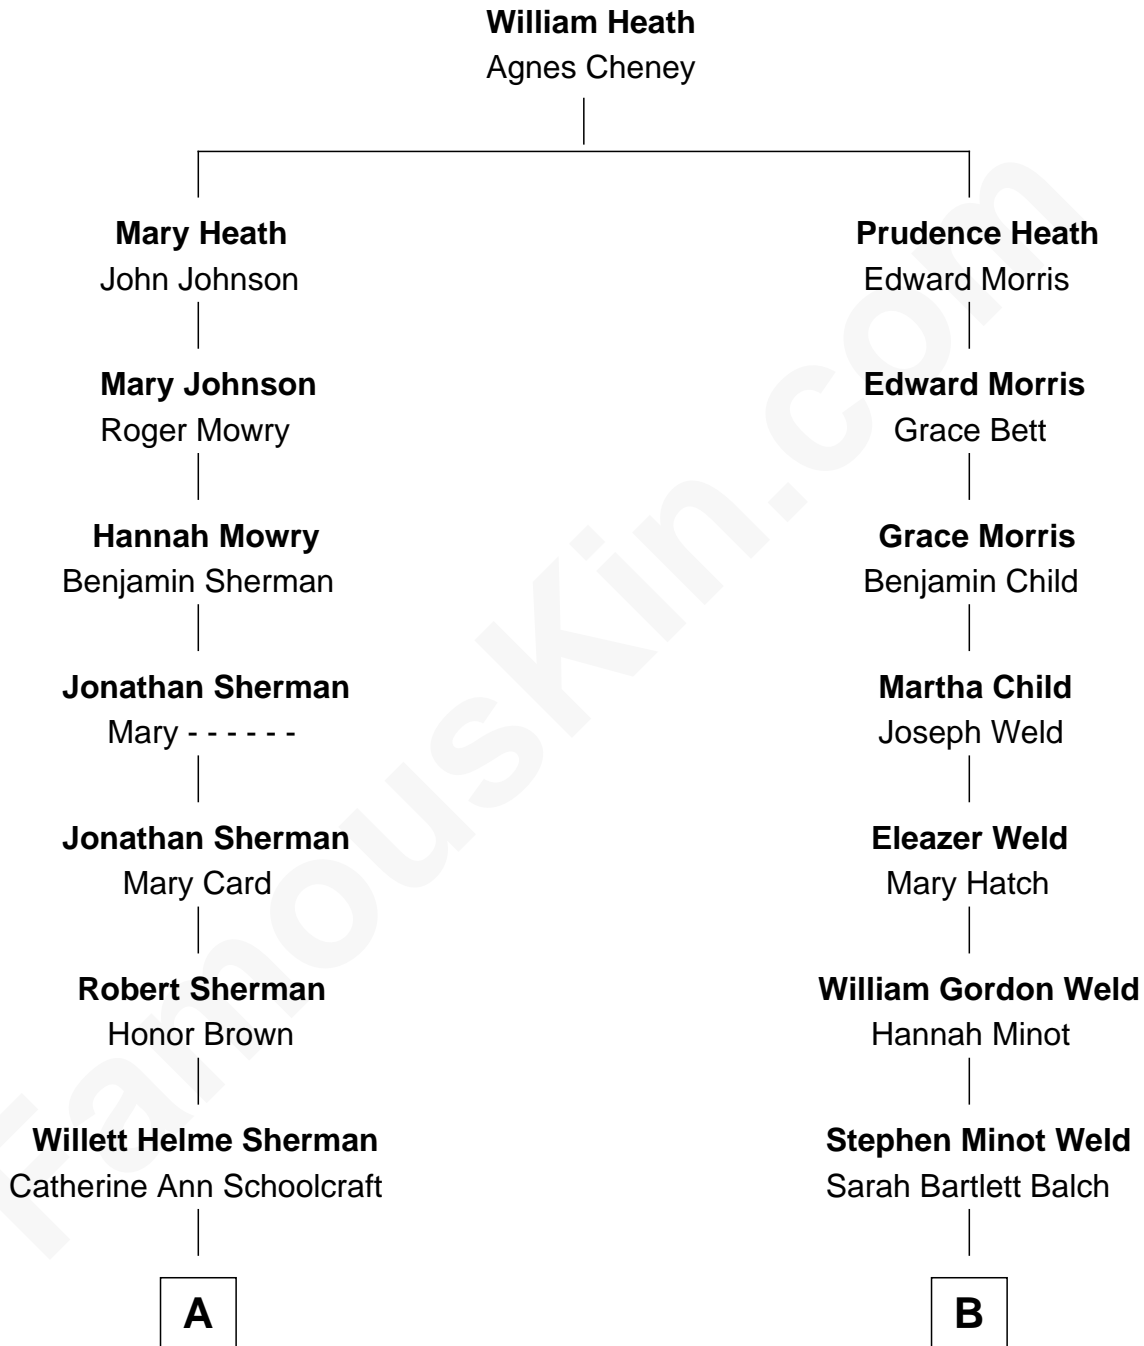 William Heath
Agnes Cheney
Mary Heath
John Johnson
Prudence Heath
Edward Morris
Mary Johnson
Roger Mowry
Edward Morris
Grace Bett
Hannah Mowry
Benjamin Sherman
Grace Morris
Benjamin Child
Jonathan Sherman
Mary - - - - - -
Martha Child
Joseph Weld
Jonathan Sherman
Mary Card
Eleazer Weld
Mary Hatch
Robert Sherman
Honor Brown
William Gordon Weld
Hannah Minot
Willett Helme Sherman
Catherine Ann Schoolcraft
Stephen Minot Weld
Sarah Bartlett Balch
A
B
FamousKin.com